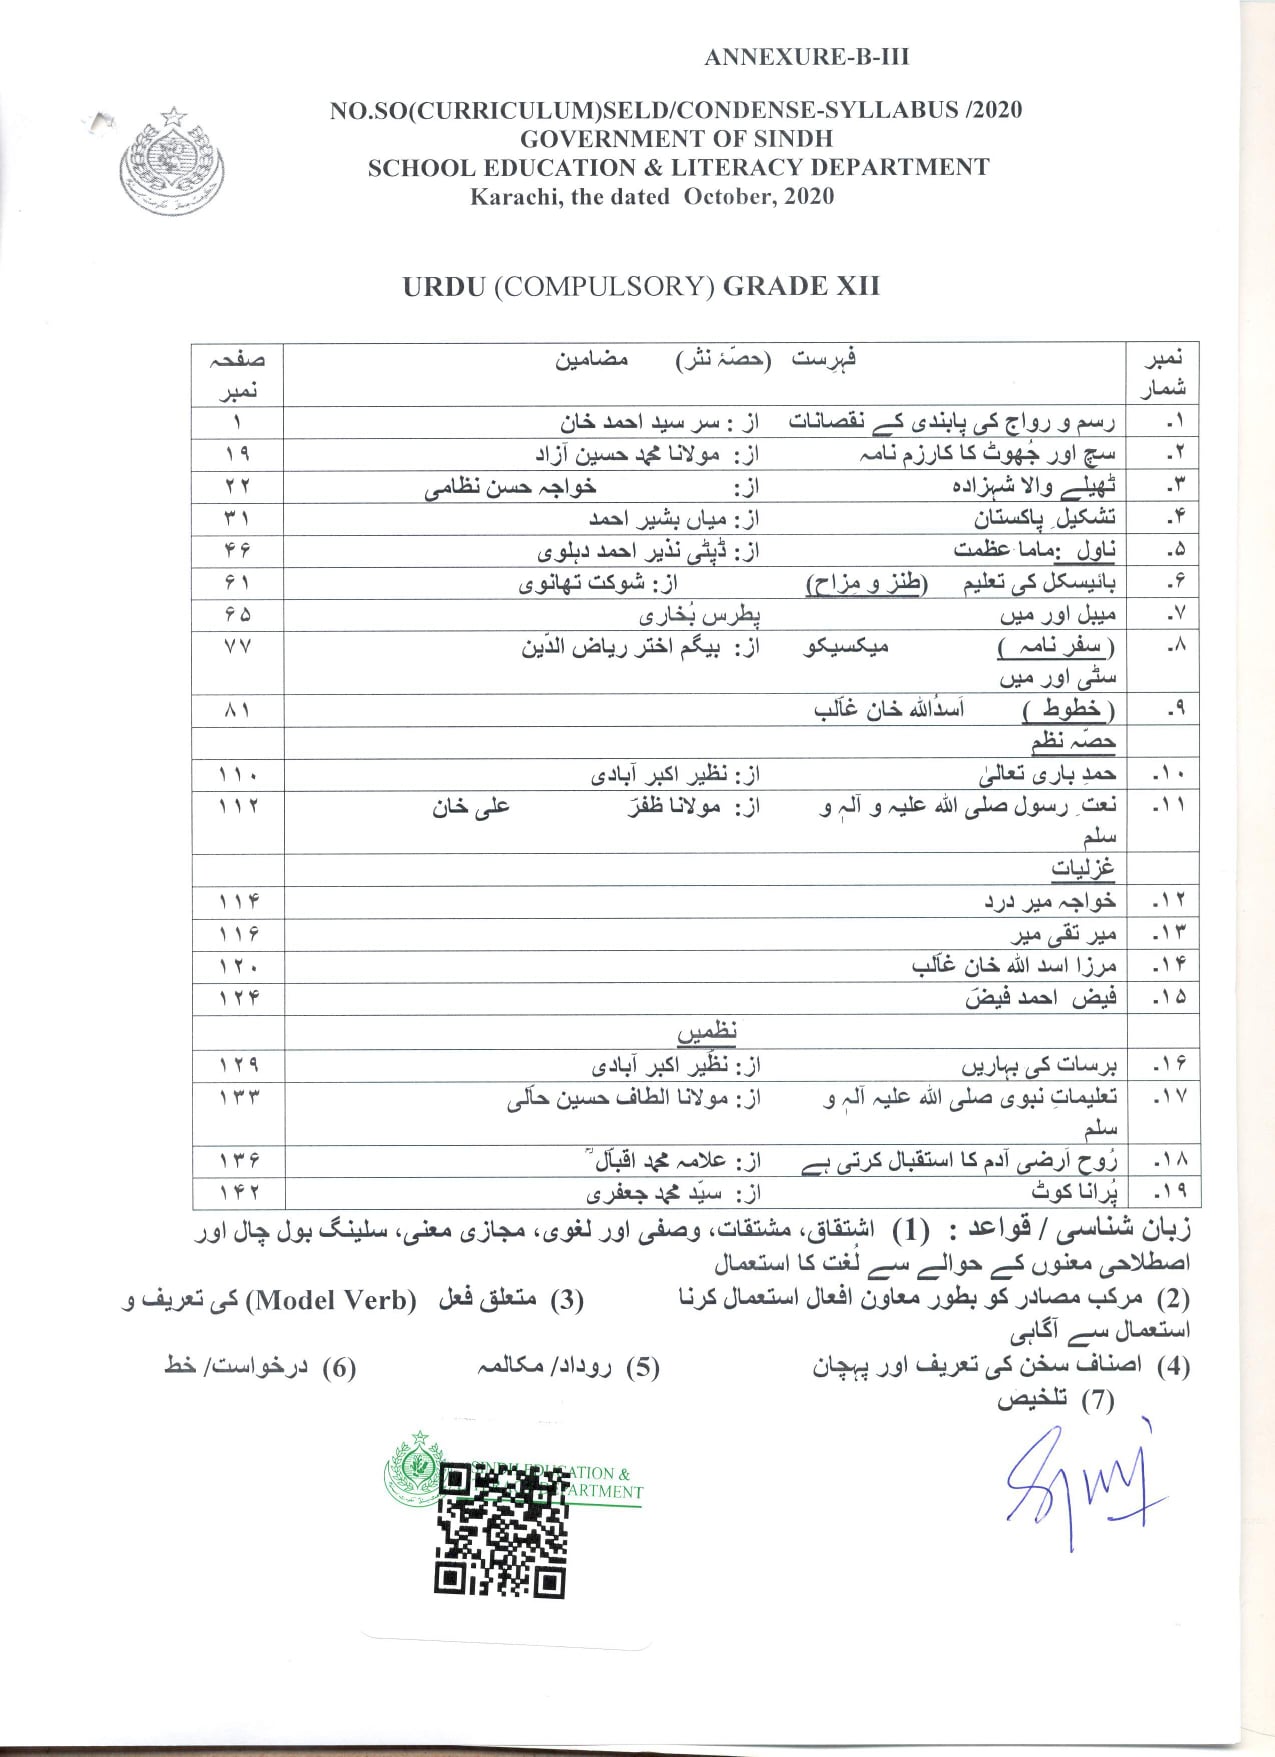 ANNEXURE-B-III
NO.SO(CURRICULUM)SELD/CONDENSE-SYLLABUS /2020
GOVERNMENT OF SINDH
SCHOOL EDUCATION & LITERACY DEPARTMENT
Karachi, the dated October, 2020
URDU (COMPULSORY) GRADE XII
نمبر شمار فہرست (حصّۂ نثر) مضامین صفحہ نمبر
۱. رسم و رواج کی پابندی کے نقصانات از : سر سید احمد خان ۱
۲. سچ اور جُھوٹ کا کارزم نامہ از: مولانا محمد حسین آزاد ۱۹
۳. ٹھیلے والا شہزادہ از: خواجہ حسن نظامی ۲۲
۴. تشکیلِ پاکستان از: میاں بشیر احمد ۳۱
۵. ناول :ماما عظمت از: ڈپٹی نذیر احمد دہلوی ۴۶
۶. بائیسکل کی تعلیم (طنز و مِزاح) از: شوکت تھانوی ۶۱
۷. میبل اور میں پطرس بُخاری ۶۵
۸. ( سفر نامہ ) میکسیکو از: بیگم اختر ریاض الدّین ۷۷
سٹی اور میں
۹. ( خطوط ) اَسدُاللہ خان غالب ۸۱
حصّہ نظم
۱۰. حمدِ باری تعالیٰ از: نظیر اکبر آبادی ۱۱۰
۱۱. نعتِ رسول صلی اللہ علیہ و آلہٖ و از: مولانا ظفر علی خان ۱۱۲
سلم
غزلیات
۱۲. خواجہ میر درد ۱۱۴
۱۳. میر تقی میر ۱۱۶
۱۴. مرزا اسد اللہ خان غالب ۱۲۰
۱۵. فیض احمد فیض ۱۲۴
نظمیں
۱۶. برسات کی بہاریں از: نظیر اکبر آبادی ۱۲۹
۱۷. تعلیماتِ نبوی صلی اللہ علیہ آلہٖ و از: مولانا الطاف حسین حالی ۱۳۳
سلم
۱۸. رُوحِ اَرضی آدم کا استقبال کرتی ہے از: علامہ محمد اقبال ؒ ۱۳۶
۱۹. پُرانا کوٹ از: سیّد محمد جعفری ۱۴۲
زبان شناسی / قواعد : (1) اشتقاق، مشتقات، وصفی اور لغوی، مجازی معنی، سلینگ بول چال اور
اصطلاحی معنوں کے حوالے سے لُغت کا استعمال
(2) مرکب مصادر کو بطور معاون افعال استعمال کرنا (3) متعلق فعل (Model Verb) کی تعریف و
استعمال سے آگاہی
(4) اصناف سخن کی تعریف اور پہچان (5) روداد/ مکالمہ (6) درخواست/ خط
(7) تلخیص
SINDH EDUCATION &
DEPARTMENT